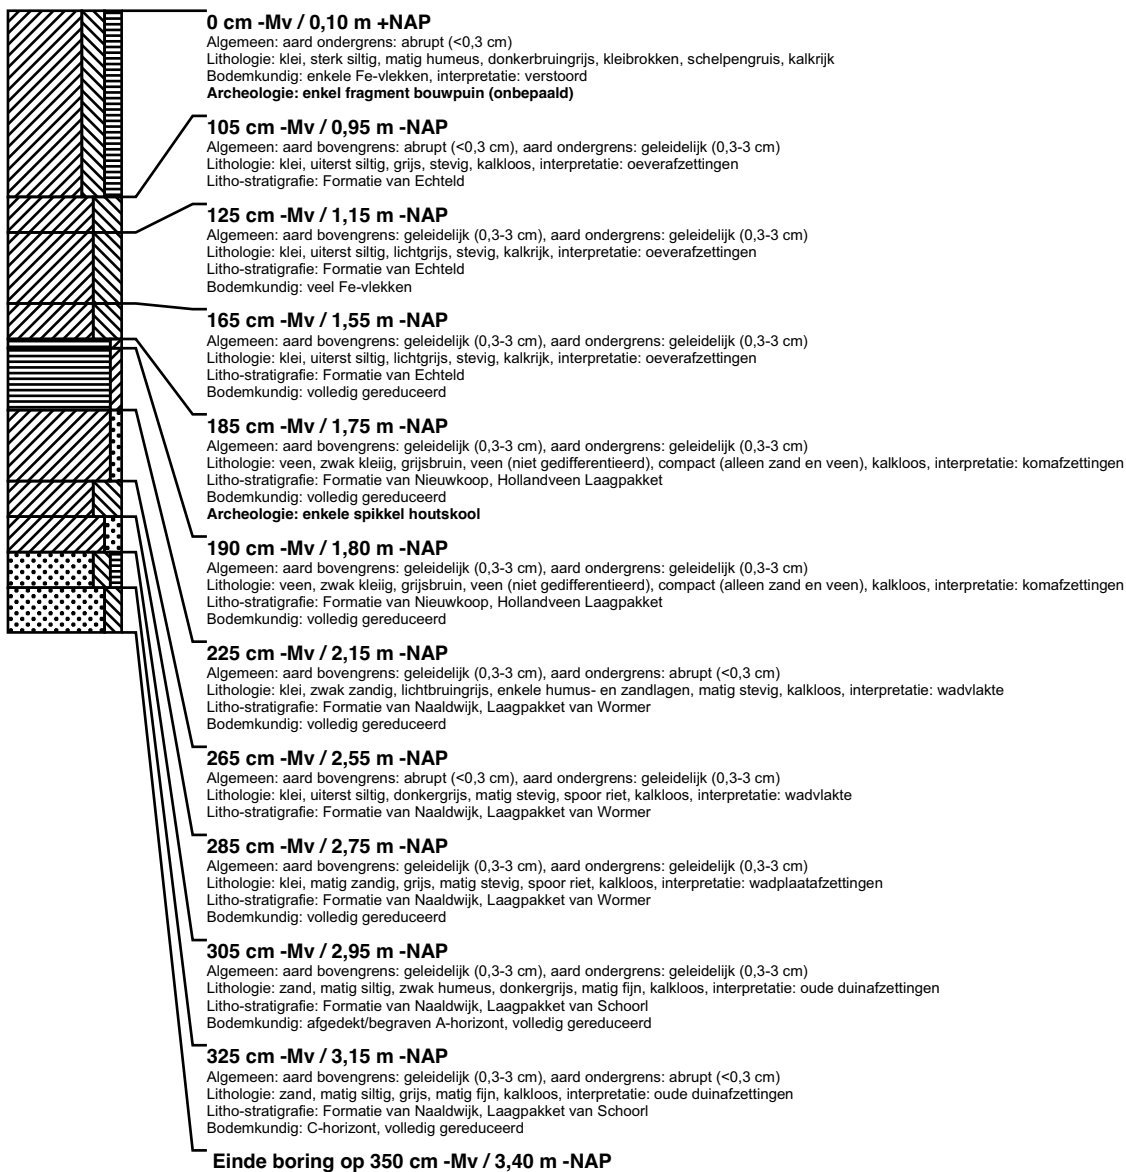 0 cm -Mv / 0,10 m +NAP
Algemeen: aard ondergrens: abrupt (<0,3 cm)
Lithologie: klei, sterk siltig, matig humeus, donkerbruingrijs, kleibrokken, schelpengruis, kalkrijk
Bodemkundig: enkele Fe-vlekken, interpretatie: verstoord
Archeologie: enkel fragment bouwpuin (onbepaald)
105 cm -Mv / 0,95 m -NAP
Algemeen: aard bovengrens: abrupt (<0,3 cm), aard ondergrens: geleidelijk (0,3-3 cm)
Lithologie: klei, uiterst siltig, grijs, stevig, kalkloos, interpretatie: oeverafzettingen
Litho-stratigrafie: Formatie van Echteld
125 cm -Mv / 1,15 m -NAP
Algemeen: aard bovengrens: geleidelijk (0,3-3 cm), aard ondergrens: geleidelijk (0,3-3 cm)
Lithologie: klei, uiterst siltig, lichtgrijs, stevig, kalkrijk, interpretatie: oeverafzettingen
Litho-stratigrafie: Formatie van Echteld
Bodemkundig: veel Fe-vlekken
165 cm -Mv / 1,55 m -NAP
Algemeen: aard bovengrens: geleidelijk (0,3-3 cm), aard ondergrens: geleidelijk (0,3-3 cm)
Lithologie: klei, uiterst siltig, lichtgrijs, stevig, kalkrijk, interpretatie: oeverafzettingen
Litho-stratigrafie: Formatie van Echteld
Bodemkundig: volledig gereduceerd
185 cm -Mv / 1,75 m -NAP
Algemeen: aard bovengrens: geleidelijk (0,3-3 cm), aard ondergrens: geleidelijk (0,3-3 cm)
Lithologie: veen, zwak kleiig, grijsbruin, veen (niet gedifferentieerd), compact (alleen zand en veen), kalkloos, interpretatie: komafzettingen
Litho-stratigrafie: Formatie van Nieuwkoop, Hollandveen Laagpakket
Bodemkundig: volledig gereduceerd
Archeologie: enkele spikkel houtskool
190 cm -Mv / 1,80 m -NAP
Algemeen: aard bovengrens: geleidelijk (0,3-3 cm), aard ondergrens: geleidelijk (0,3-3 cm)
Lithologie: veen, zwak kleiig, grijsbruin, veen (niet gedifferentieerd), compact (alleen zand en veen), kalkloos, interpretatie: komafzettingen
Litho-stratigrafie: Formatie van Nieuwkoop, Hollandveen Laagpakket
Bodemkundig: volledig gereduceerd
225 cm -Mv / 2,15 m -NAP
Algemeen: aard bovengrens: geleidelijk (0,3-3 cm), aard ondergrens: abrupt (<0,3 cm)
Lithologie: klei, zwak zandig, lichtbruingrijs, enkele humus- en zandlagen, matig stevig, kalkloos, interpretatie: wadvlakte
Litho-stratigrafie: Formatie van Naaldwijk, Laagpakket van Wormer
Bodemkundig: volledig gereduceerd
265 cm -Mv / 2,55 m -NAP
Algemeen: aard bovengrens: abrupt (<0,3 cm), aard ondergrens: geleidelijk (0,3-3 cm)
Lithologie: klei, uiterst siltig, donkergrijs, matig stevig, spoor riet, kalkloos, interpretatie: wadvlakte
Litho-stratigrafie: Formatie van Naaldwijk, Laagpakket van Wormer
285 cm -Mv / 2,75 m -NAP
Algemeen: aard bovengrens: geleidelijk (0,3-3 cm), aard ondergrens: geleidelijk (0,3-3 cm)
Lithologie: klei, matig zandig, grijs, matig stevig, spoor riet, kalkloos, interpretatie: wadplaatafzettingen
Litho-stratigrafie: Formatie van Naaldwijk, Laagpakket van Wormer
Bodemkundig: volledig gereduceerd
305 cm -Mv / 2,95 m -NAP
Algemeen: aard bovengrens: geleidelijk (0,3-3 cm), aard ondergrens: geleidelijk (0,3-3 cm)
Lithologie: zand, matig siltig, zwak humeus, donkergrijs, matig fijn, kalkloos, interpretatie: oude duinafzettingen
Litho-stratigrafie: Formatie van Naaldwijk, Laagpakket van Schoorl
Bodemkundig: afgedekt/begraven A-horizont, volledig gereduceerd
325 cm -Mv / 3,15 m -NAP
Algemeen: aard bovengrens: geleidelijk (0,3-3 cm), aard ondergrens: abrupt (<0,3 cm)
Lithologie: zand, matig siltig, grijs, matig fijn, kalkloos, interpretatie: oude duinafzettingen
Litho-stratigrafie: Formatie van Naaldwijk, Laagpakket van Schoorl
Bodemkundig: C-horizont, volledig gereduceerd
Einde boring op 350 cm -Mv / 3,40 m -NAP